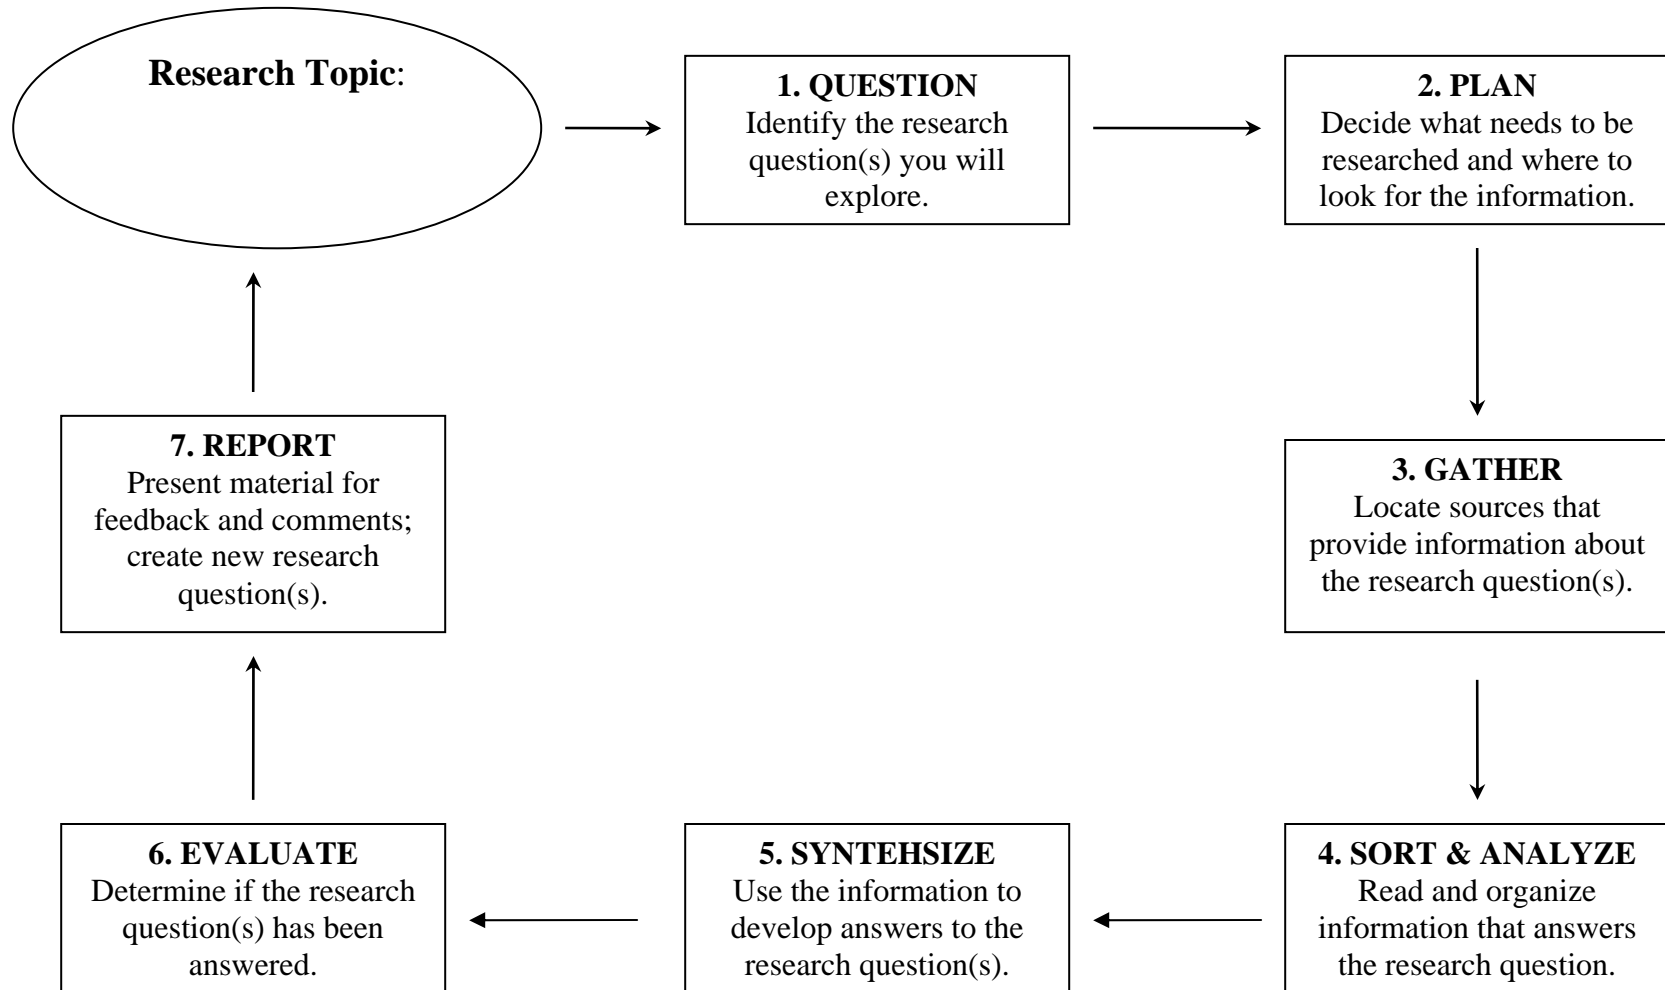 Research Topic:
1. QUESTION
Identify the research
question(s) you will
explore.
2. PLAN
Decide what needs to be
researched and where to
look for the information.
3. GATHER
Locate sources that
provide information about
the research question(s).
4. SORT & ANALYZE
Read and organize
information that answers
the research question.
5. SYNTEHSIZE
Use the information to
develop answers to the
research question(s).
6. EVALUATE
Determine if the research
question(s) has been
answered.
7. REPORT
Present material for
feedback and comments;
create new research
question(s).